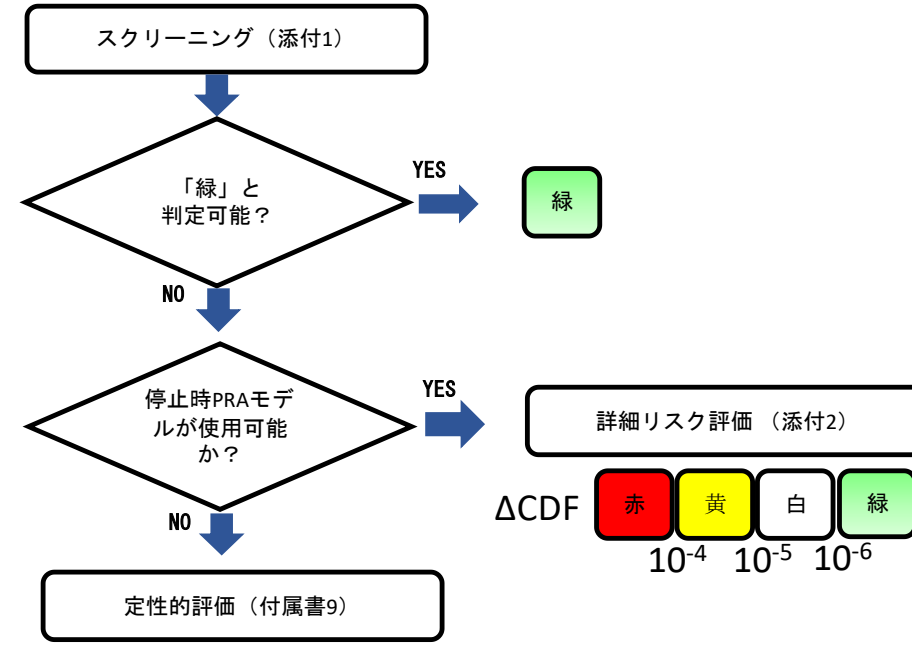 スクリーニング（添付1）
「緑」と
判定可能？
YES
緑
NO
停止時PRAモデ
ルが使用可能
か？
YES
詳細リスク評価 （添付2）
ΔCDF 赤 黄 白 緑
10-4 10-5 10-6
NO
定性的評価（付属書9）